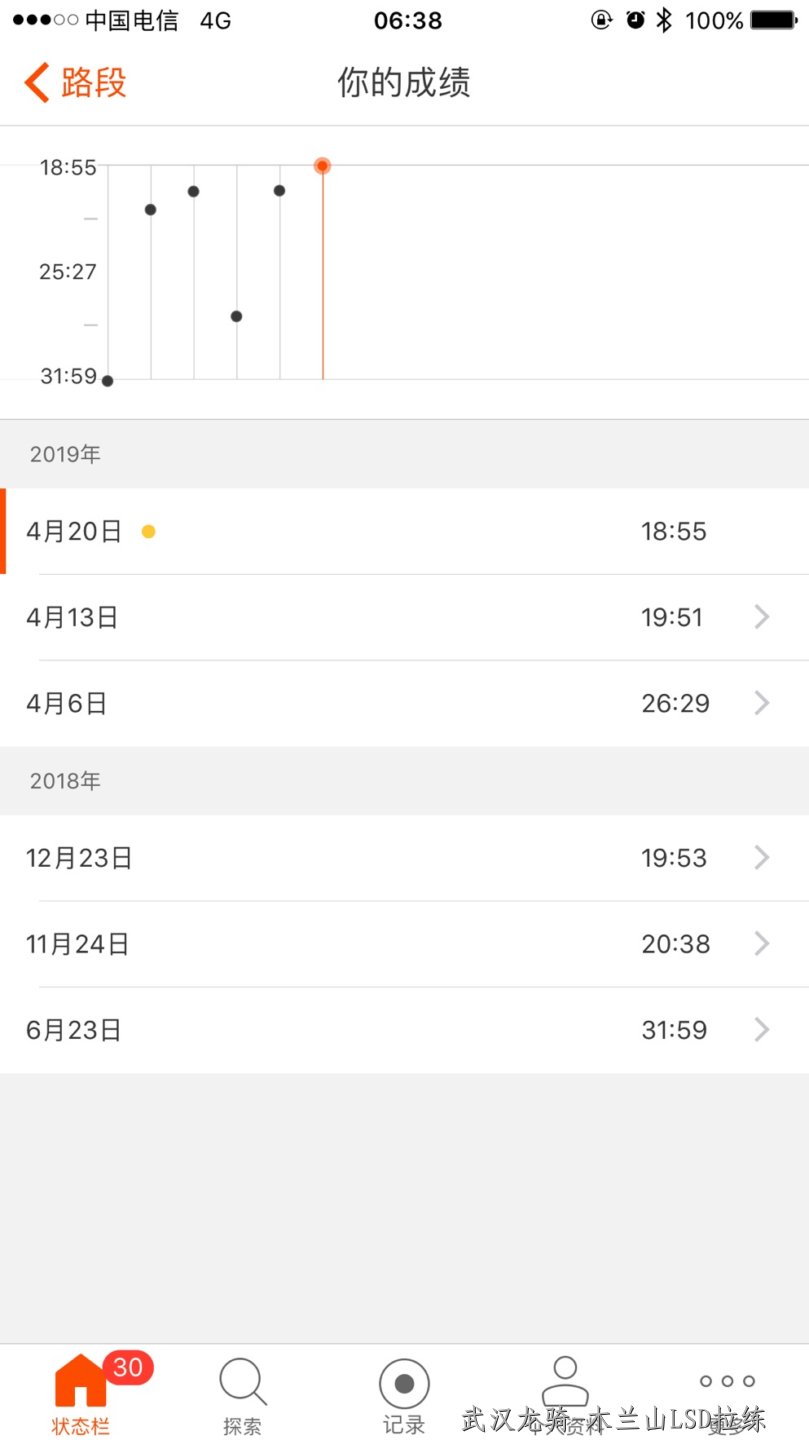 中国电信 4G 06:38 100%
路段 你的成绩
18:55
25:27
31:59
2019年
4月20日 18:55
4月13日 19:51
4月6日 26:29
2018年
12月23日 19:53
11月24日 20:38
6月23日 31:59
30
状态栏 探索 记录 个人资料 更多
武汉龙骑-木兰山LSD拉练